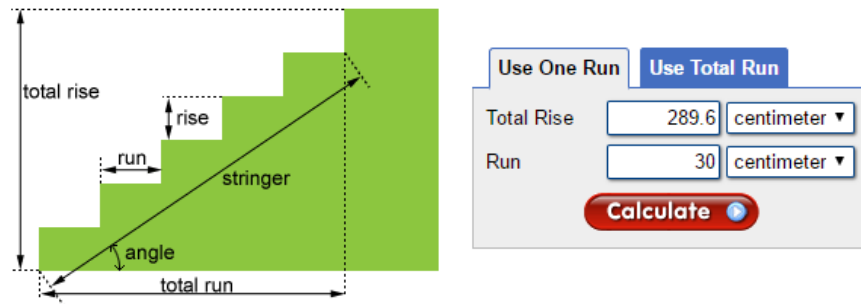 total rise
rise
run
stringer
angle
total run
Use One Run
Use Total Run
Total Rise 289.6 centimeter
Run 30 centimeter
Calculate